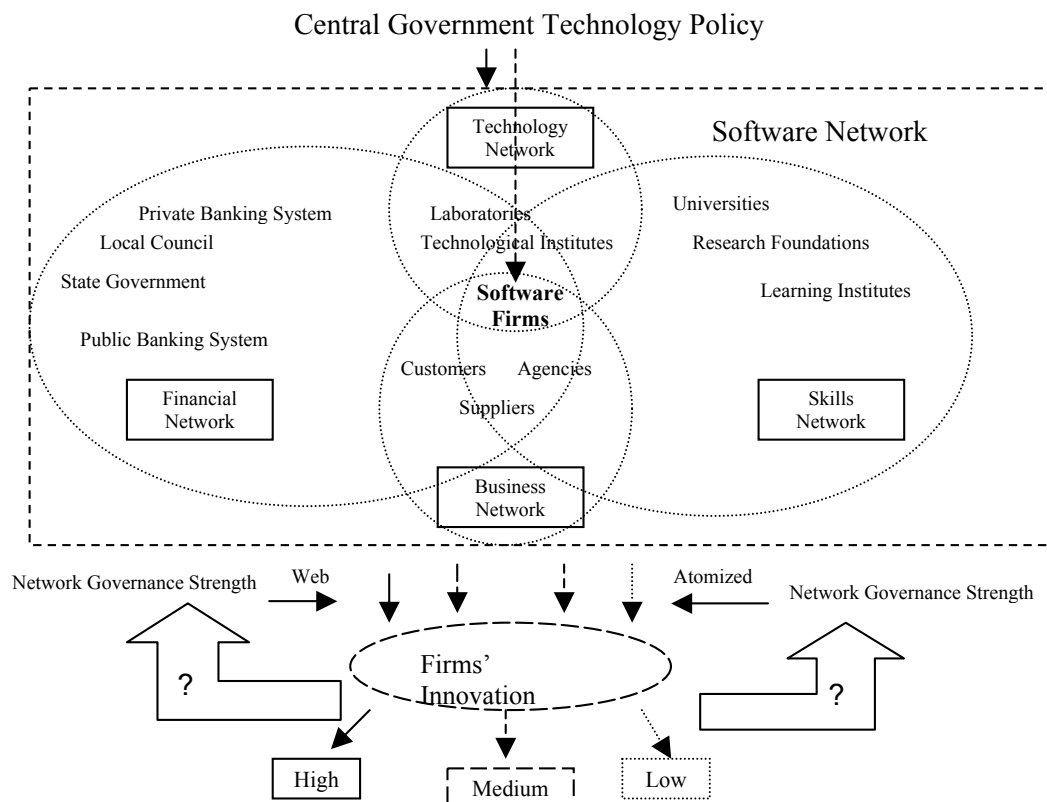 Central Government Technology Policy
Technology
Network
Software Network
Private Banking System
Laboratories
Universities
Local Council
Technological Institutes
Research Foundations
State Government
Software
Firms
Learning Institutes
Public Banking System
Customers
Agencies
Financial
Network
Suppliers
Skills
Network
Business
Network
Network Governance Strength
Web
Atomized
Network Governance Strength
?
Firms'
Innovation
?
High
Medium
Low